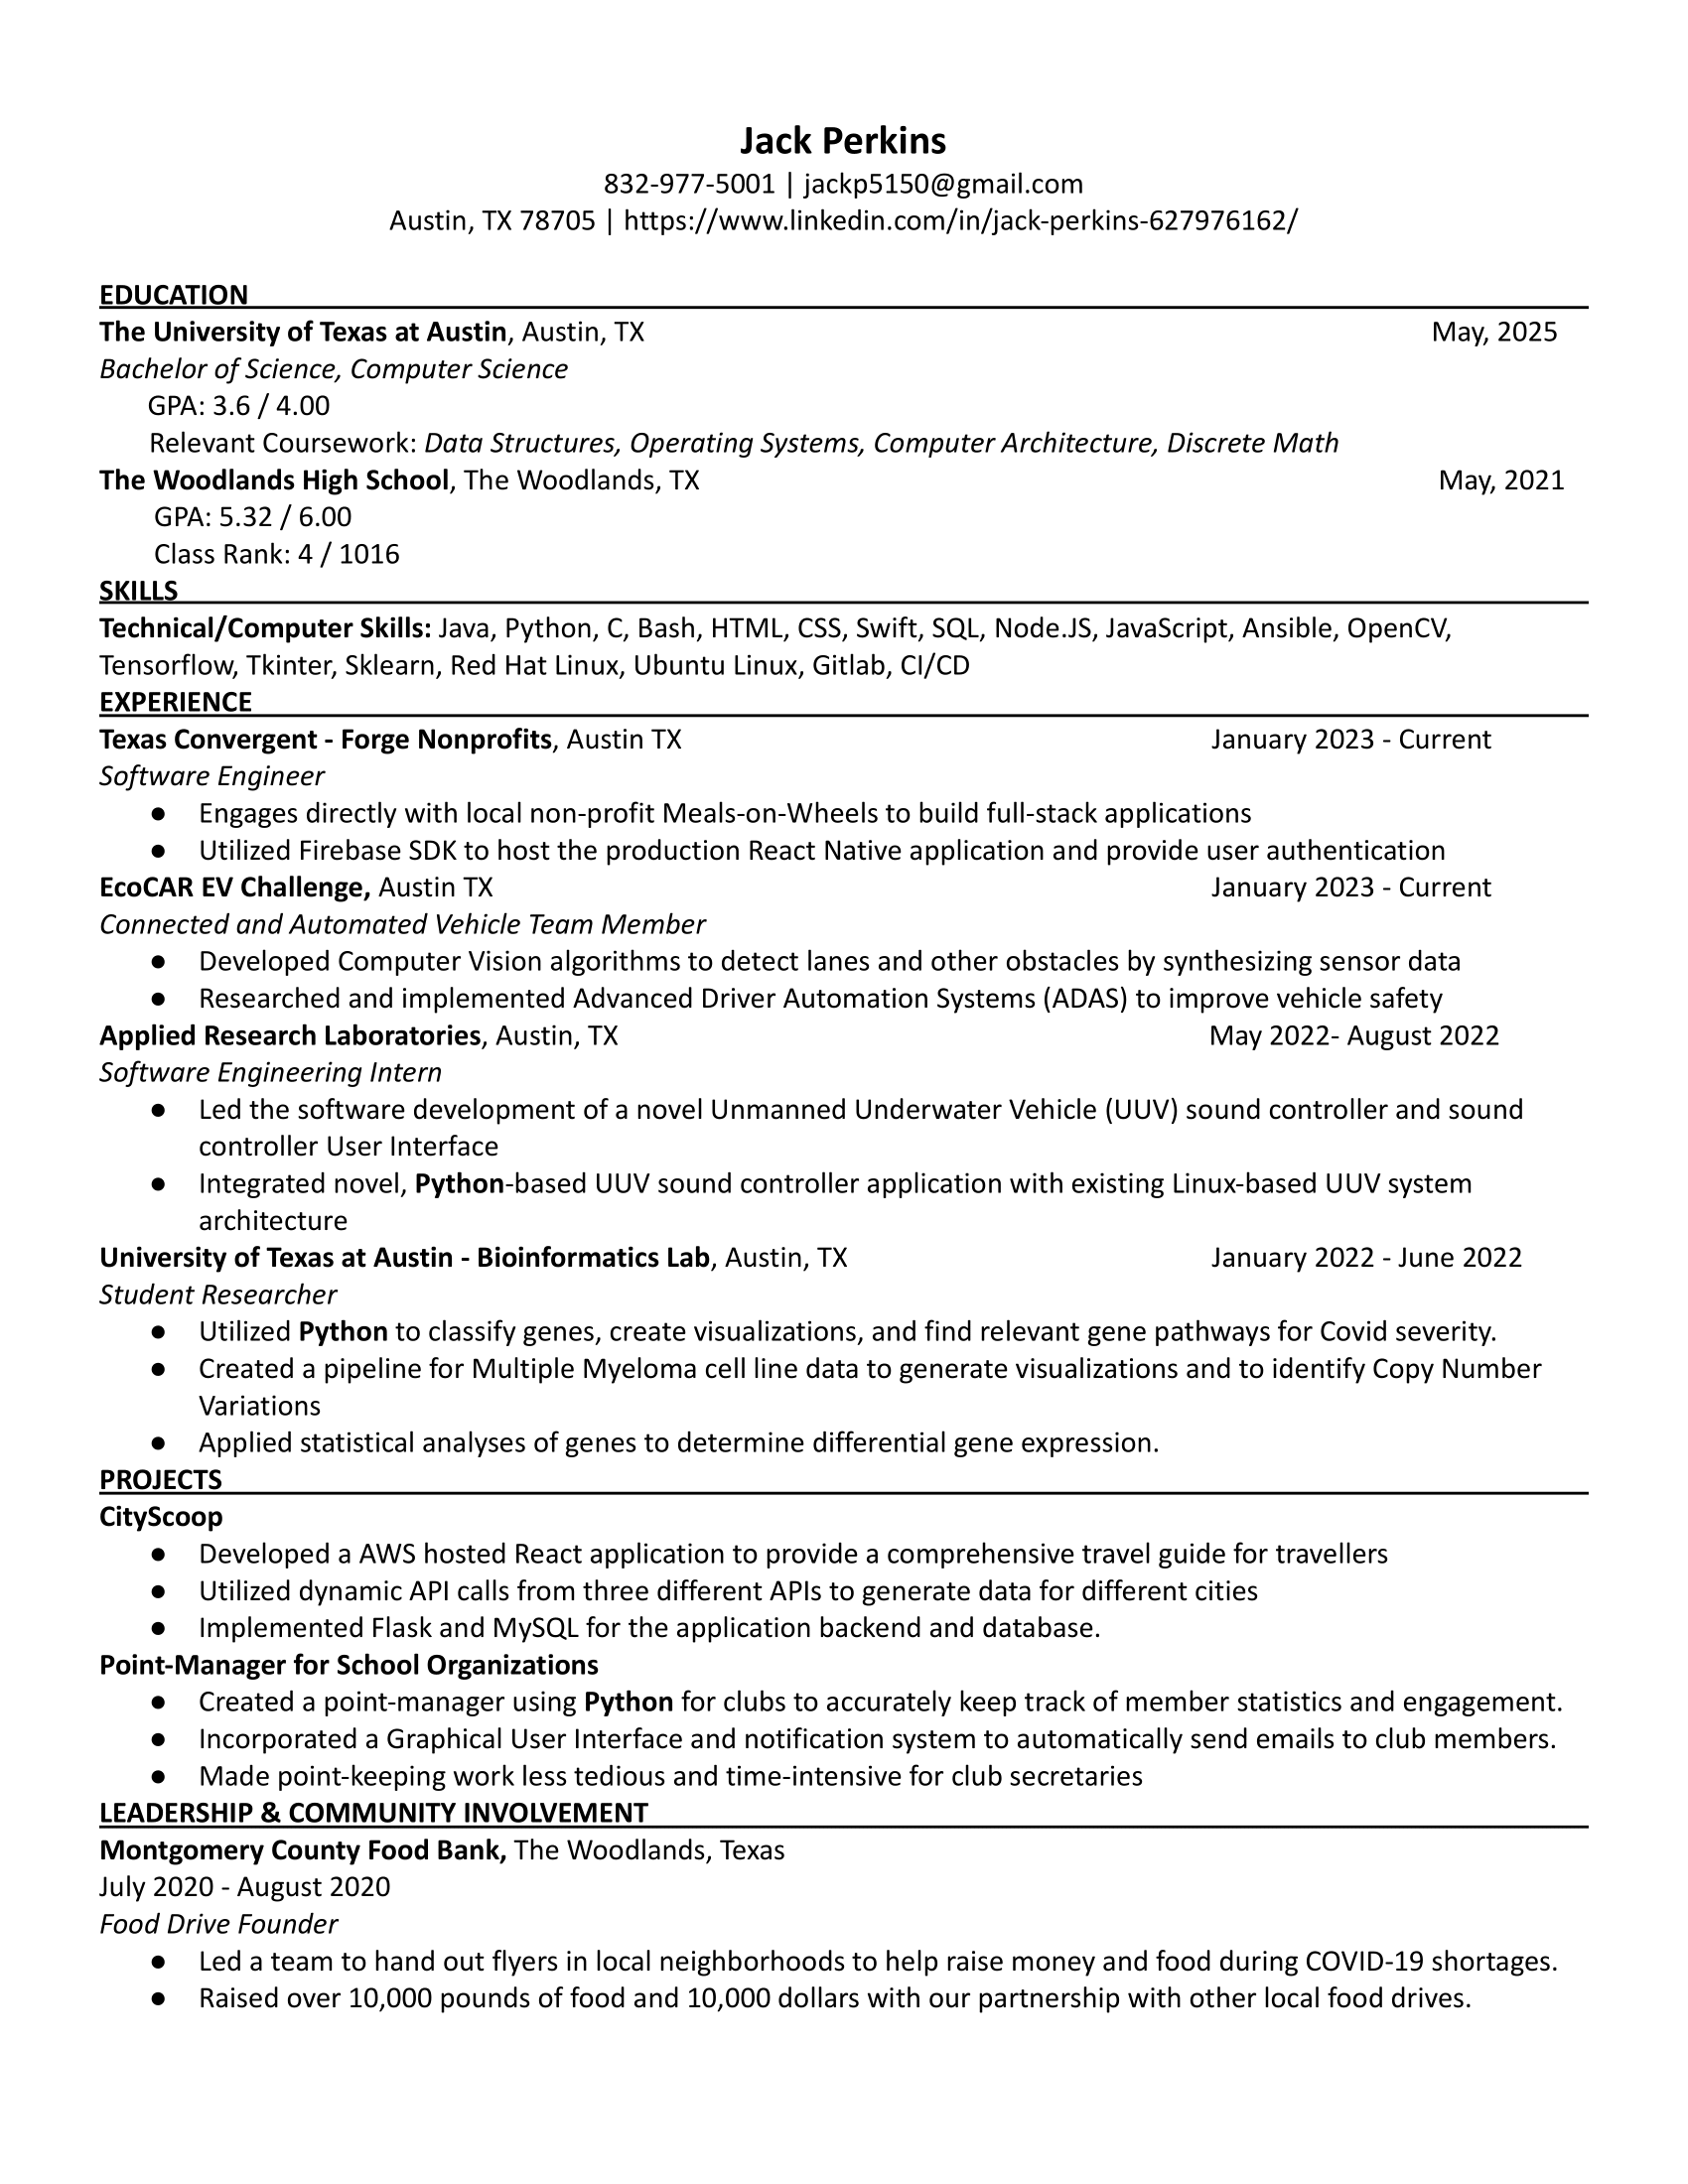 Jack Perkins
832-977-5001 | jackp5150@gmail.com
Austin, TX 78705 | https://www.linkedin.com/in/jack-perkins-627976162/
EDUCATION
The University of Texas at Austin, Austin, TX May, 2025
Bachelor of Science, Computer Science
GPA: 3.6 / 4.00
Relevant Coursework: Data Structures, Operating Systems, Computer Architecture, Discrete Math
The Woodlands High School, The Woodlands, TX May, 2021
GPA: 5.32 / 6.00
Class Rank: 4 / 1016
SKILLS
Technical/Computer Skills: Java, Python, C, Bash, HTML, CSS, Swift, SQL, Node.JS, JavaScript, Ansible, OpenCV,
Tensorflow, Tkinter, Sklearn, Red Hat Linux, Ubuntu Linux, Gitlab, CI/CD
EXPERIENCE
Texas Convergent - Forge Nonprofits, Austin TX January 2023 - Current
Software Engineer
● Engages directly with local non-profit Meals-on-Wheels to build full-stack applications
● Utilized Firebase SDK to host the production React Native application and provide user authentication
EcoCAR EV Challenge, Austin TX January 2023 - Current
Connected and Automated Vehicle Team Member
● Developed Computer Vision algorithms to detect lanes and other obstacles by synthesizing sensor data
● Researched and implemented Advanced Driver Automation Systems (ADAS) to improve vehicle safety
Applied Research Laboratories, Austin, TX May 2022- August 2022
Software Engineering Intern
● Led the software development of a novel Unmanned Underwater Vehicle (UUV) sound controller and sound
controller User Interface
● Integrated novel, Python-based UUV sound controller application with existing Linux-based UUV system
architecture
University of Texas at Austin - Bioinformatics Lab, Austin, TX January 2022 - June 2022
Student Researcher
● Utilized Python to classify genes, create visualizations, and find relevant gene pathways for Covid severity.
● Created a pipeline for Multiple Myeloma cell line data to generate visualizations and to identify Copy Number
Variations
● Applied statistical analyses of genes to determine differential gene expression.
PROJECTS
CityScoop
● Developed a AWS hosted React application to provide a comprehensive travel guide for travellers
● Utilized dynamic API calls from three different APIs to generate data for different cities
● Implemented Flask and MySQL for the application backend and database.
Point-Manager for School Organizations
● Created a point-manager using Python for clubs to accurately keep track of member statistics and engagement.
● Incorporated a Graphical User Interface and notification system to automatically send emails to club members.
● Made point-keeping work less tedious and time-intensive for club secretaries
LEADERSHIP & COMMUNITY INVOLVEMENT
Montgomery County Food Bank, The Woodlands, Texas
July 2020 - August 2020
Food Drive Founder
● Led a team to hand out flyers in local neighborhoods to help raise money and food during COVID-19 shortages.
● Raised over 10,000 pounds of food and 10,000 dollars with our partnership with other local food drives.